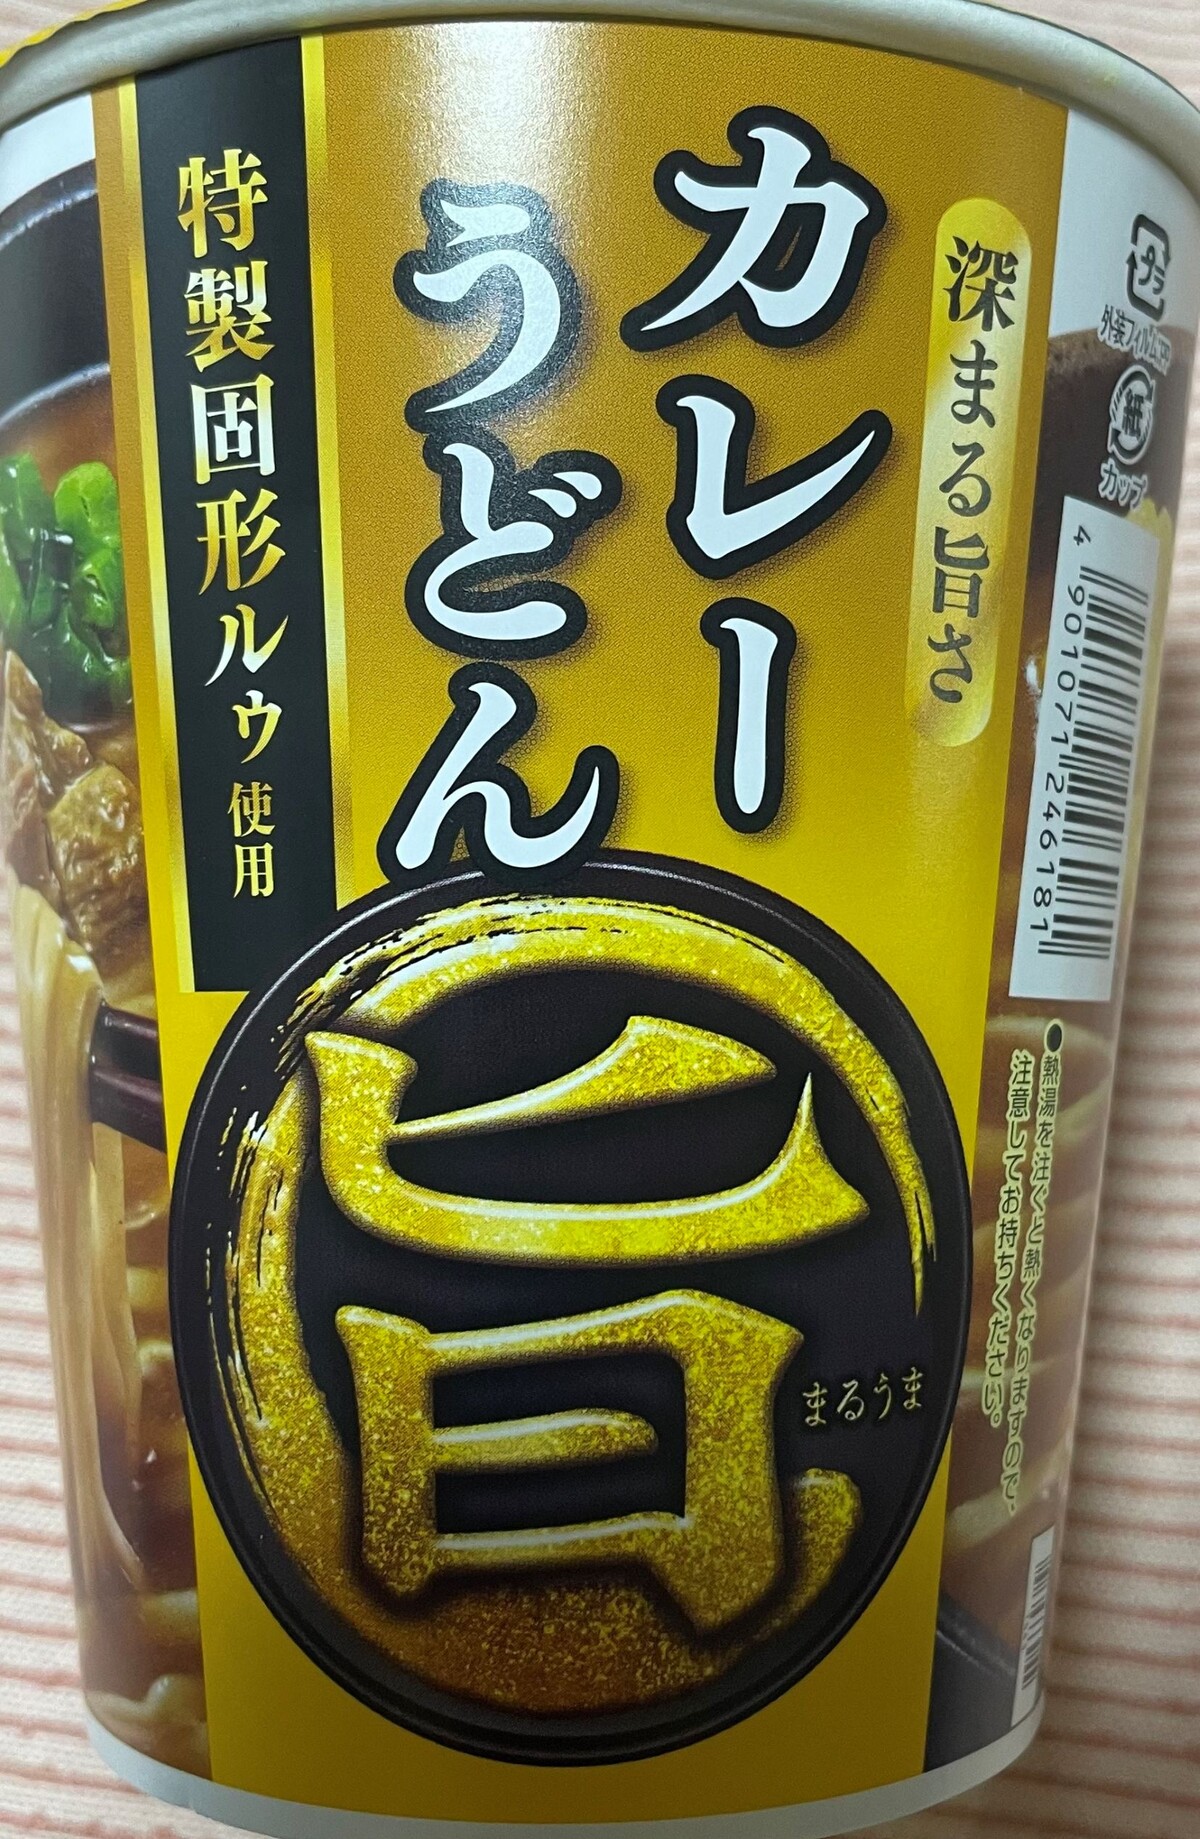 深まる旨さ
カレー
うどん
特製固形ルウ使用
旨
まるうま
プラ
外装フィルム・フタ
紙
カップ
4 901071 246181
●熱湯を注ぐと熱くなりますので、
注意してお持ちください。